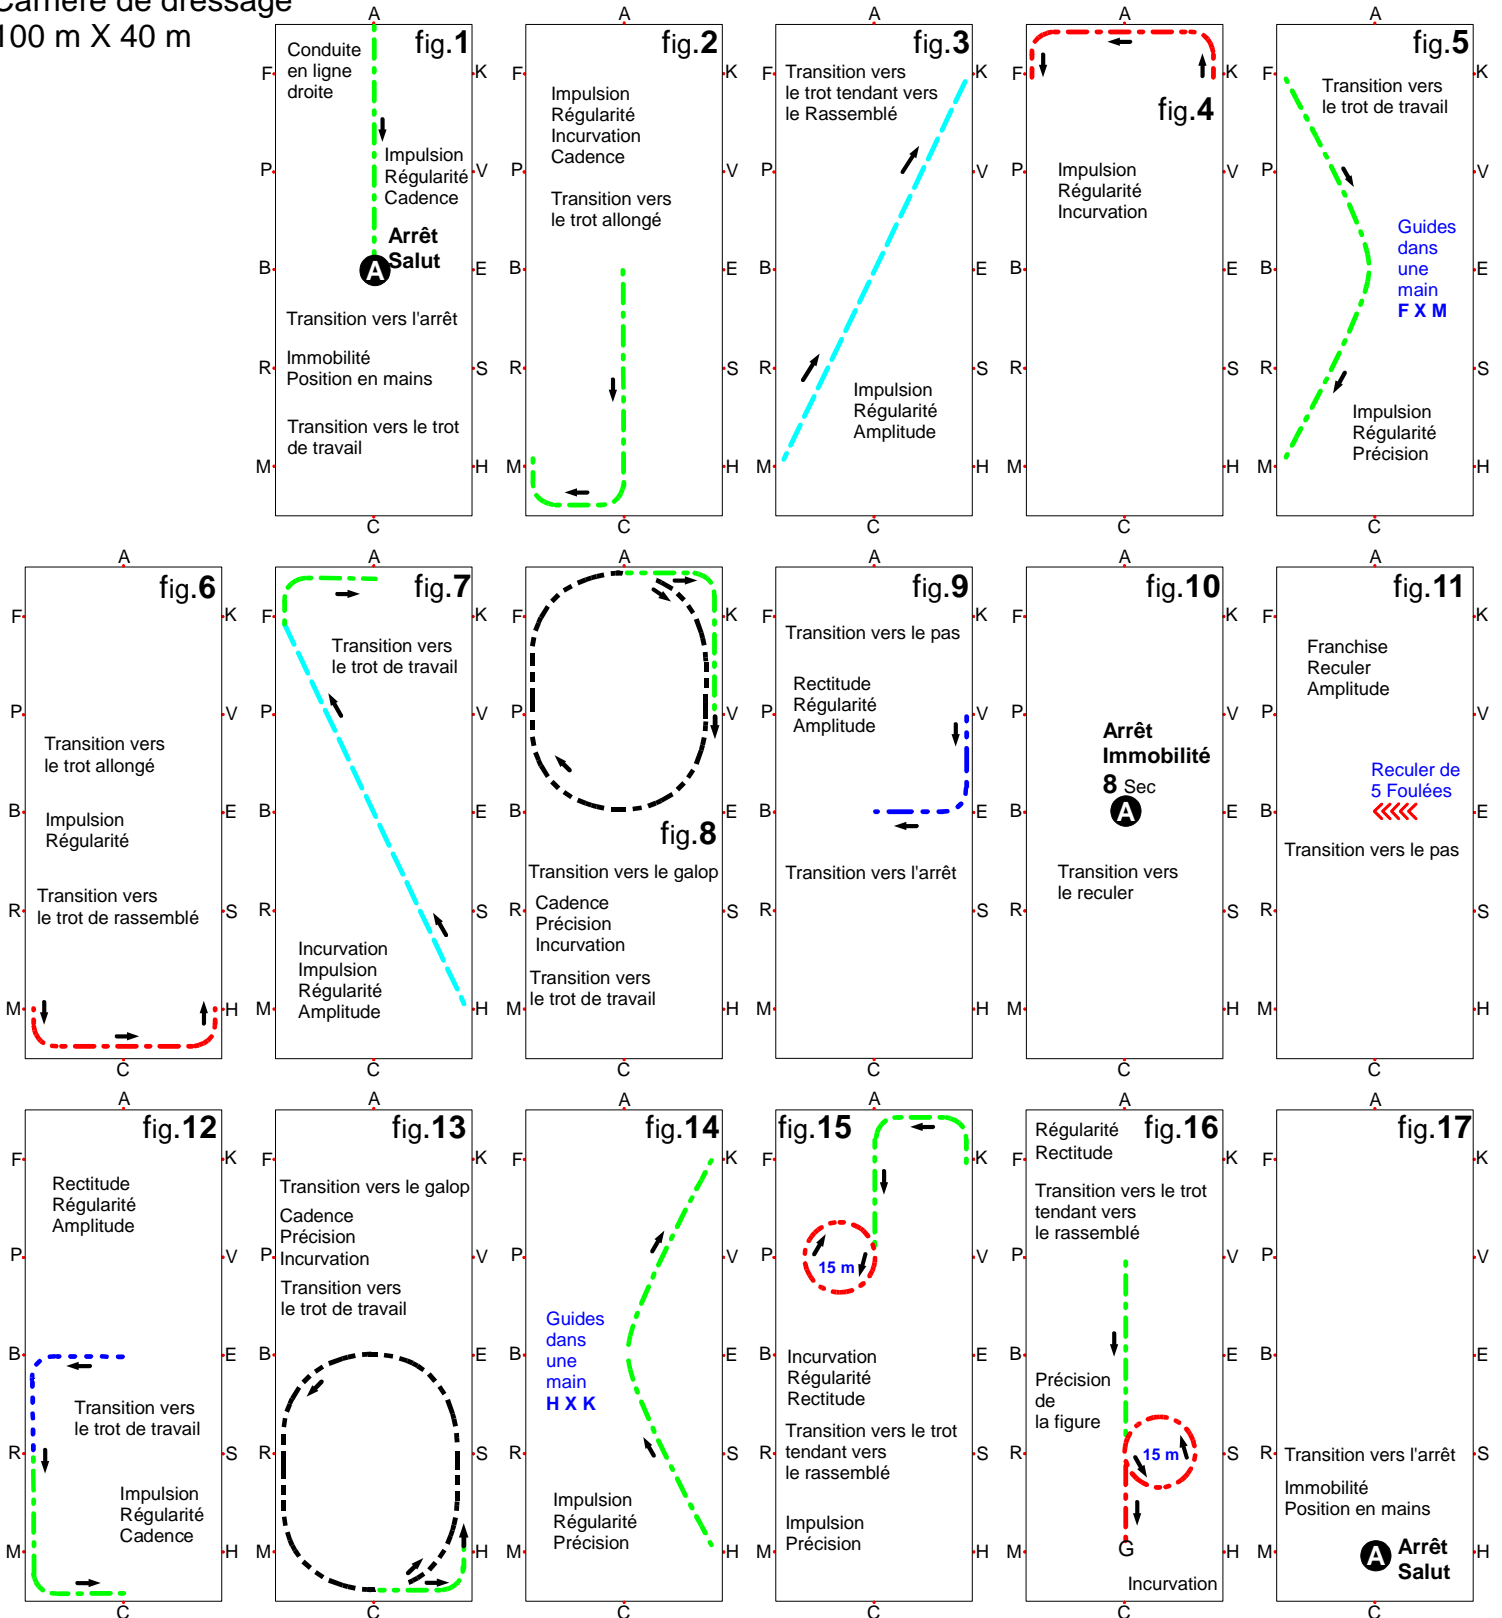 Carrière de dressage
100 m X 40 m
A
fig.1
Conduite
en ligne
droite
F
K
Impulsion
Régularité
Cadence
P
V
Arrêt
Salut
A
B
E
Transition vers l'arrêt
Immobilité
Position en mains
R
S
Transition vers le trot
de travail
M
H
C
A
fig.2
F
K
Impulsion
Régularité
Incurvation
Cadence
P
V
Transition vers
le trot allongé
B
E
R
S
M
H
C
A
fig.3
Transition vers
le trot tendant vers
le Rassemblé
F
K
P
V
B
E
R
S
Impulsion
Régularité
Amplitude
M
H
C
A
F
K
fig.4
Impulsion
Régularité
Incurvation
P
V
B
E
R
S
M
H
C
A
fig.5
F
K
Transition vers
le trot de travail
P
V
Guides
dans
une
main
F X M
B
E
R
S
Impulsion
Régularité
Précision
M
H
C
A
fig.6
F
K
P
V
Transition vers
le trot allongé
B
E
Impulsion
Régularité
Transition vers
le trot de rassemblé
R
S
M
H
C
A
fig.7
F
K
Transition vers
le trot de travail
P
V
B
E
R
S
Incurvation
Impulsion
Régularité
Amplitude
M
H
C
A
F
K
P
V
B
E
fig.8
Transition vers le galop
Cadence
Précision
Incurvation
R
S
Transition vers
le trot de travail
M
H
C
A
fig.9
F
K
Transition vers le pas
Rectitude
Régularité
Amplitude
P
V
B
E
Transition vers l'arrêt
R
S
M
H
C
A
fig.10
F
K
P
V
Arrêt
Immobilité
8 Sec
A
B
E
Transition vers
le reculer
R
S
M
H
C
A
fig.11
F
K
Franchise
Reculer
Amplitude
P
V
Reculer de
5 Foulées
B
E
Transition vers le pas
R
S
M
H
C
A
fig.12
F
K
Rectitude
Régularité
Amplitude
P
V
B
E
Transition vers
le trot de travail
R
S
Impulsion
Régularité
Cadence
M
H
C
A
fig.13
F
K
Transition vers le galop
Cadence
Précision
Incurvation
P
V
Transition vers
le trot de travail
B
E
R
S
M
H
C
A
fig.14
F
K
P
V
Guides
dans
une
main
H X K
B
E
R
S
Impulsion
Régularité
Précision
M
H
C
A
fig.15
F
K
P
V
15 m
B
E
Incurvation
Régularité
Rectitude
Transition vers le trot
tendant vers
le rassemblé
R
S
Impulsion
Précision
M
H
C
A
fig.16
Régularité
Rectitude
F
K
Transition vers le trot
tendant vers
le rassemblé
P
V
B
E
Précision
de
la figure
R
S
15 m
M
H
G
Incurvation
C
A
fig.17
F
K
P
V
B
E
R
S
Transition vers l'arrêt
Immobilité
Position en mains
A
Arrêt
Salut
M
H
C